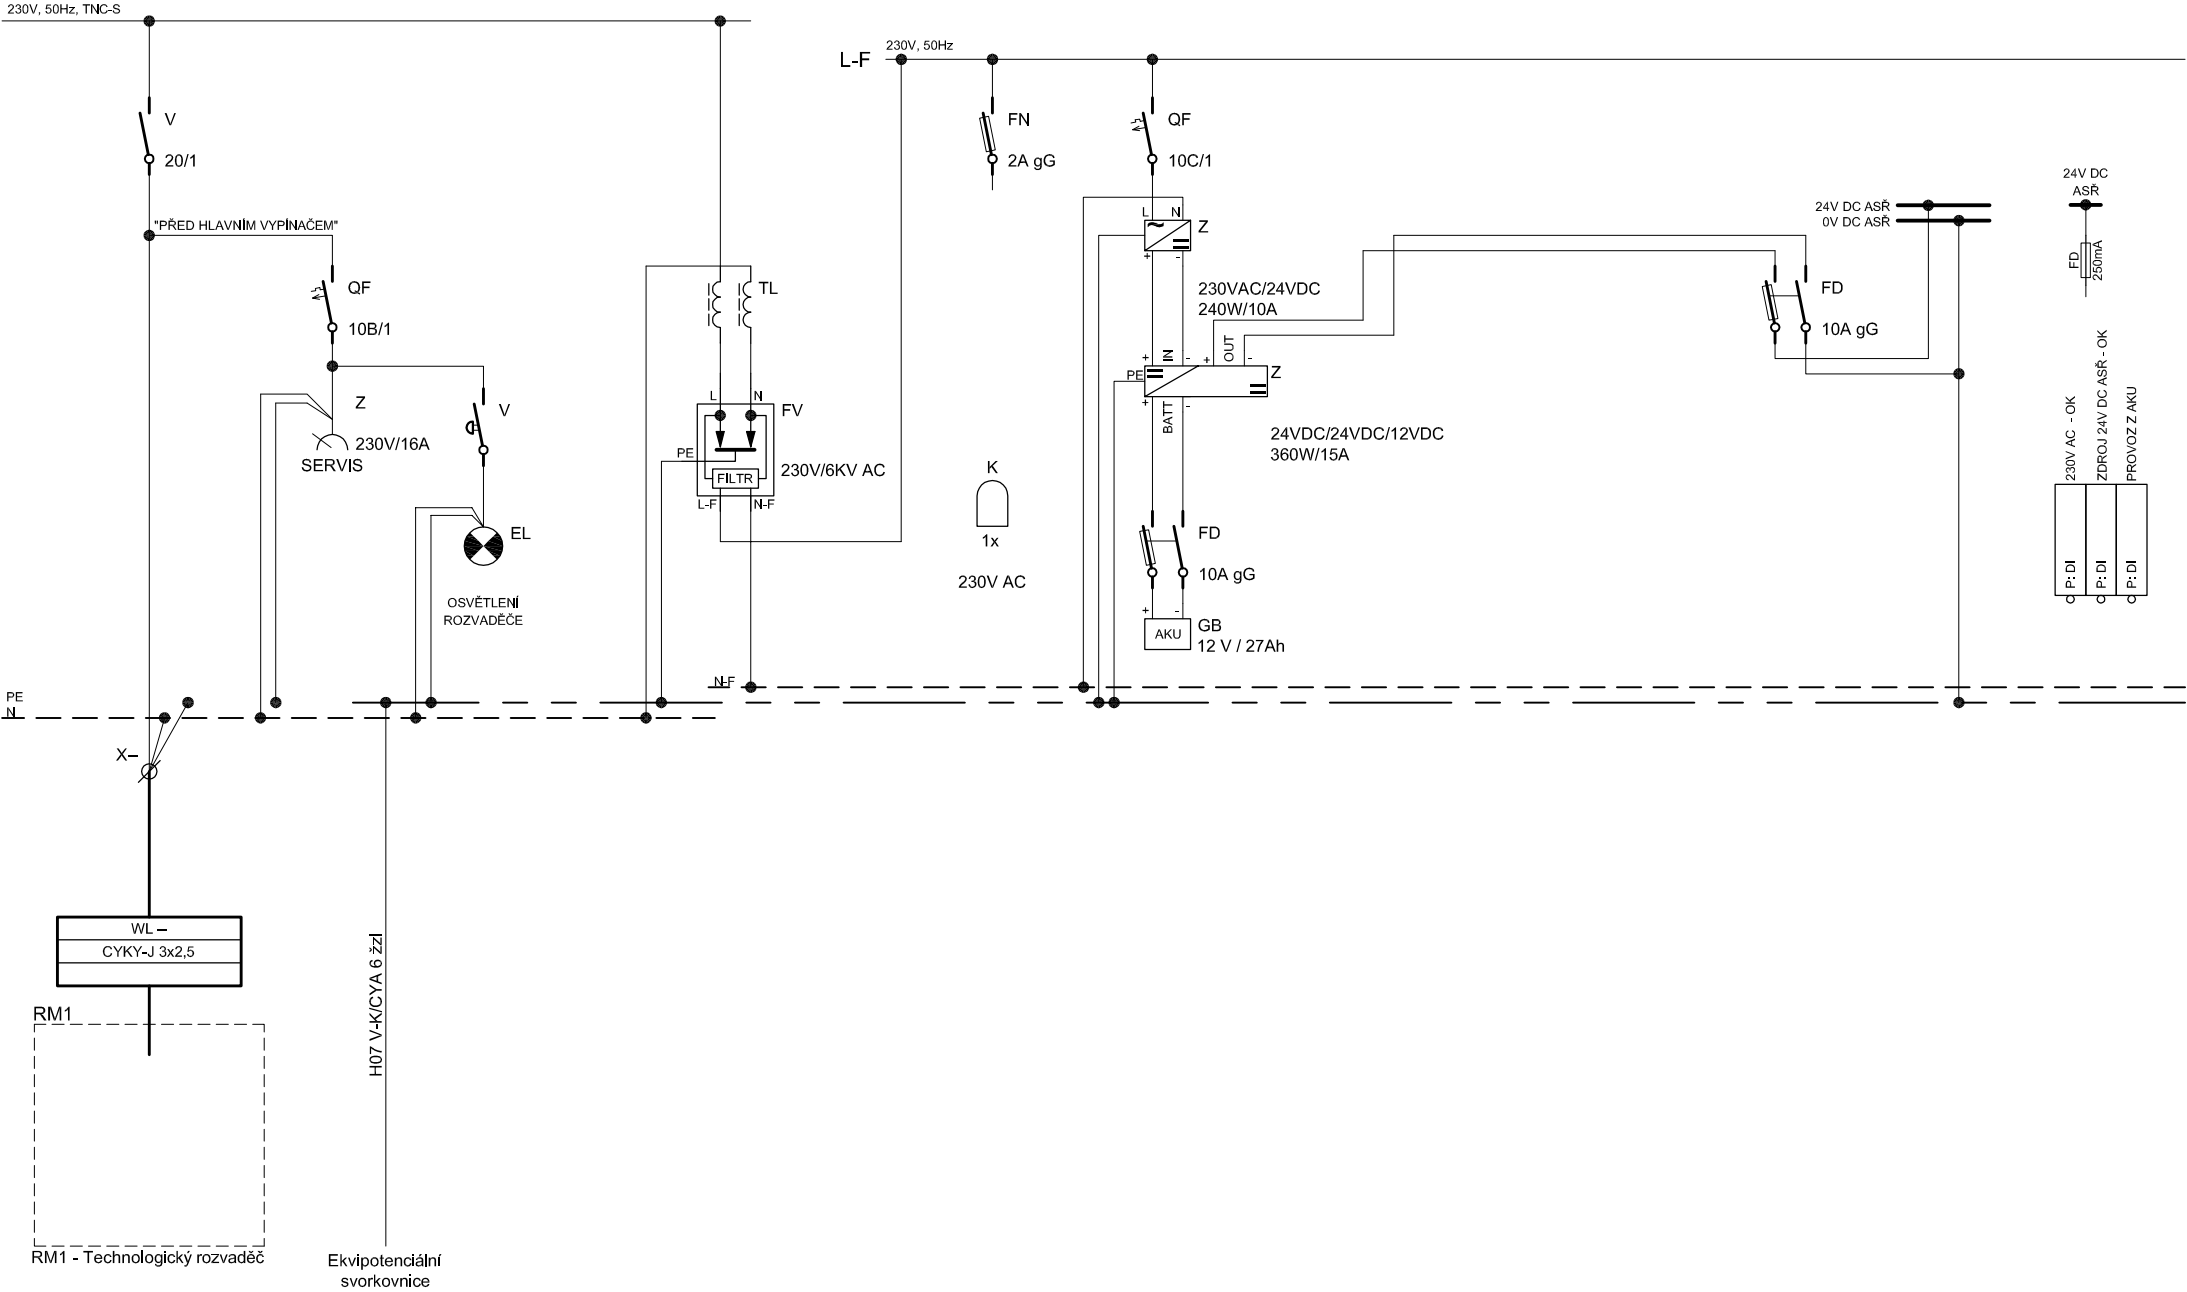 230V, 50Hz, TNC-S
230V, 50Hz
L-F
V
20/1
FN
2A gG
QF
10C/1
24V DC
ASŘ
24V DC ASŘ
0V DC ASŘ
"PŘED HLAVNÍM VYPÍNAČEM"
L
N
Z
+
-
FD
250mA
QF
10B/1
TL
230VAC/24VDC
240W/10A
FD
10A gG
+
IN
-
+
OUT
-
PE
Z
+
BATT
-
24VDC/24VDC/12VDC
360W/15A
Z
230V/16A
SERVIS
V
L
N
FV
PE
FILTR
230V/6KV AC
L-F
N-F
K
1x
230V AC
230V AC - OK
ZDROJ 24V DC ASŘ - OK
PROVOZ Z AKU
P: DI
P: DI
P: DI
EL
OSVĚTLENÍ
ROZVADĚČE
FD
10A gG
+
-
AKU
GB
12 V / 27Ah
N-F
PE
N
X–
WL –
CYKY-J 3x2,5
H07 V-K/CYA 6 žzl
RM1
RM1 - Technologický rozvaděč
Ekvipotenciální
svorkovnice